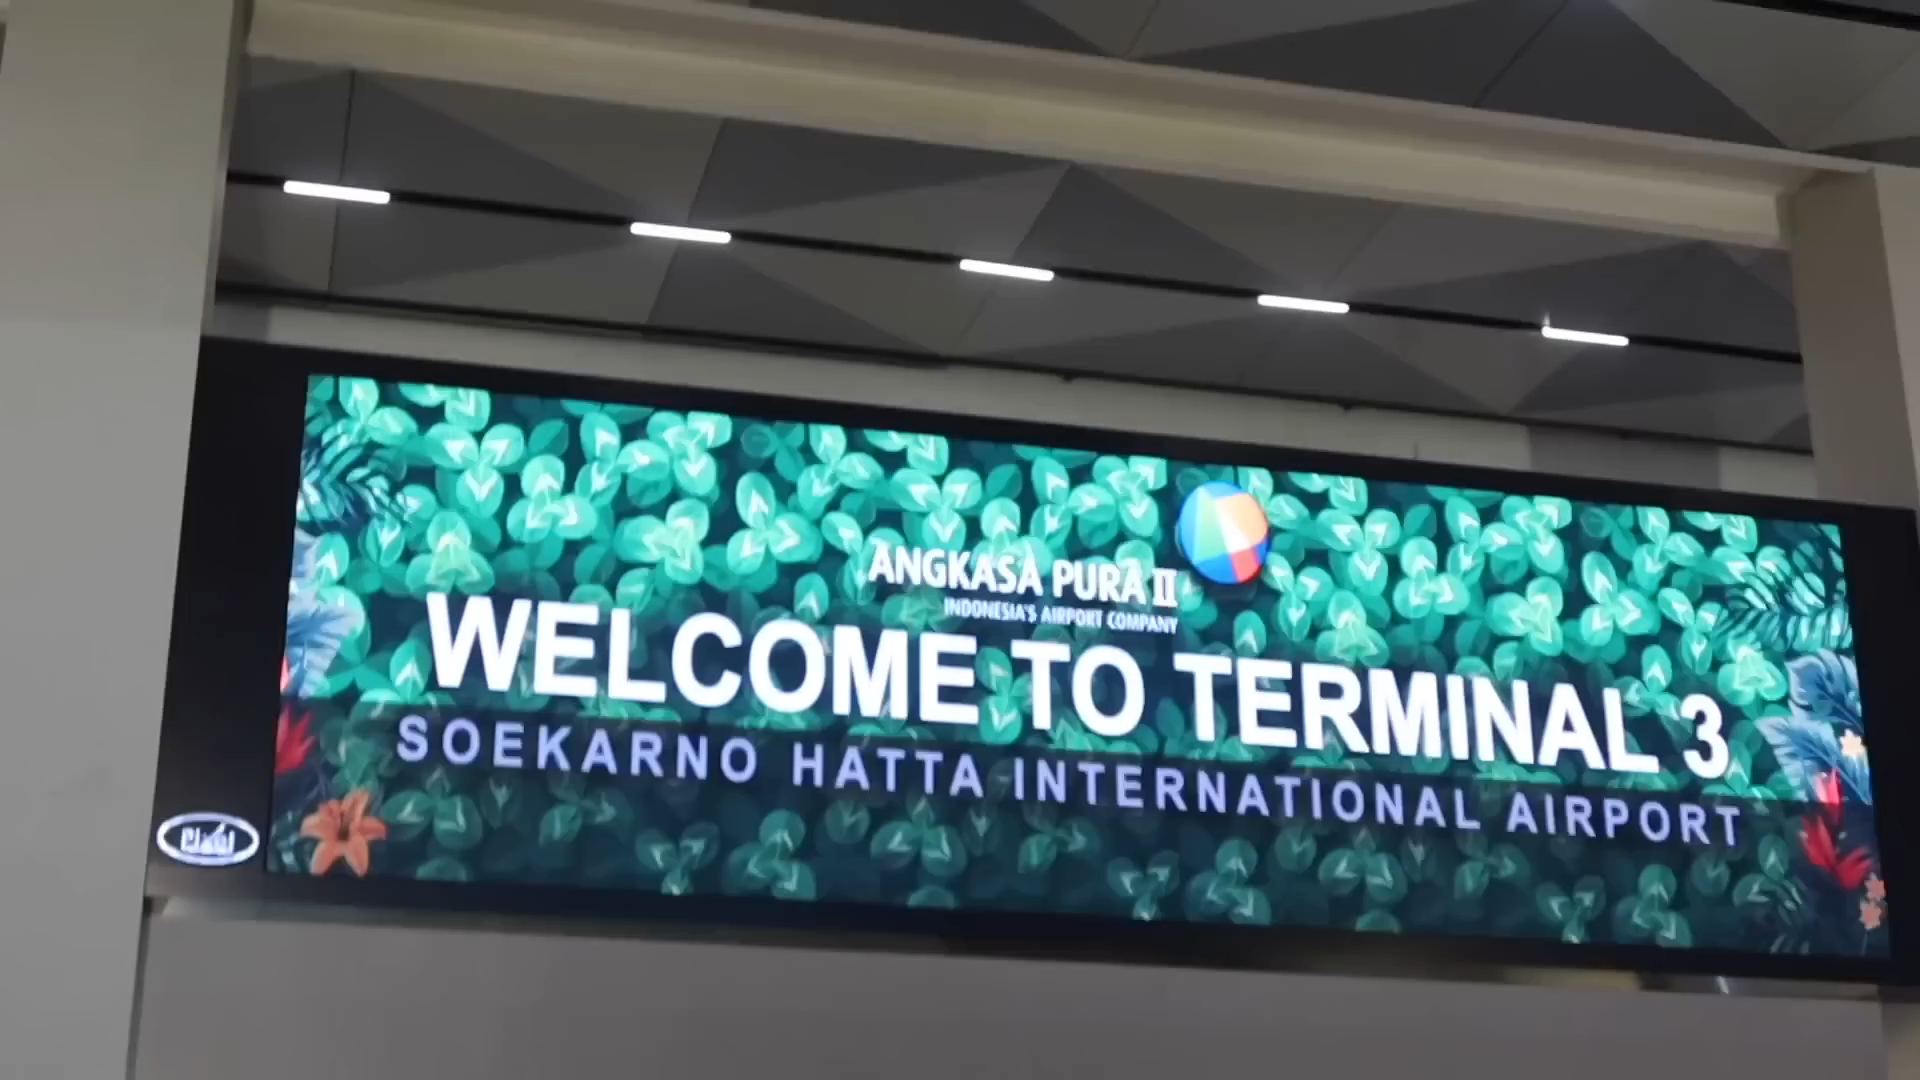 ANGKASA PURA II
INDONESIA'S AIRPORT COMPANY
WELCOME TO TERMINAL 3
SOEKARNO HATTA INTERNATIONAL AIRPORT